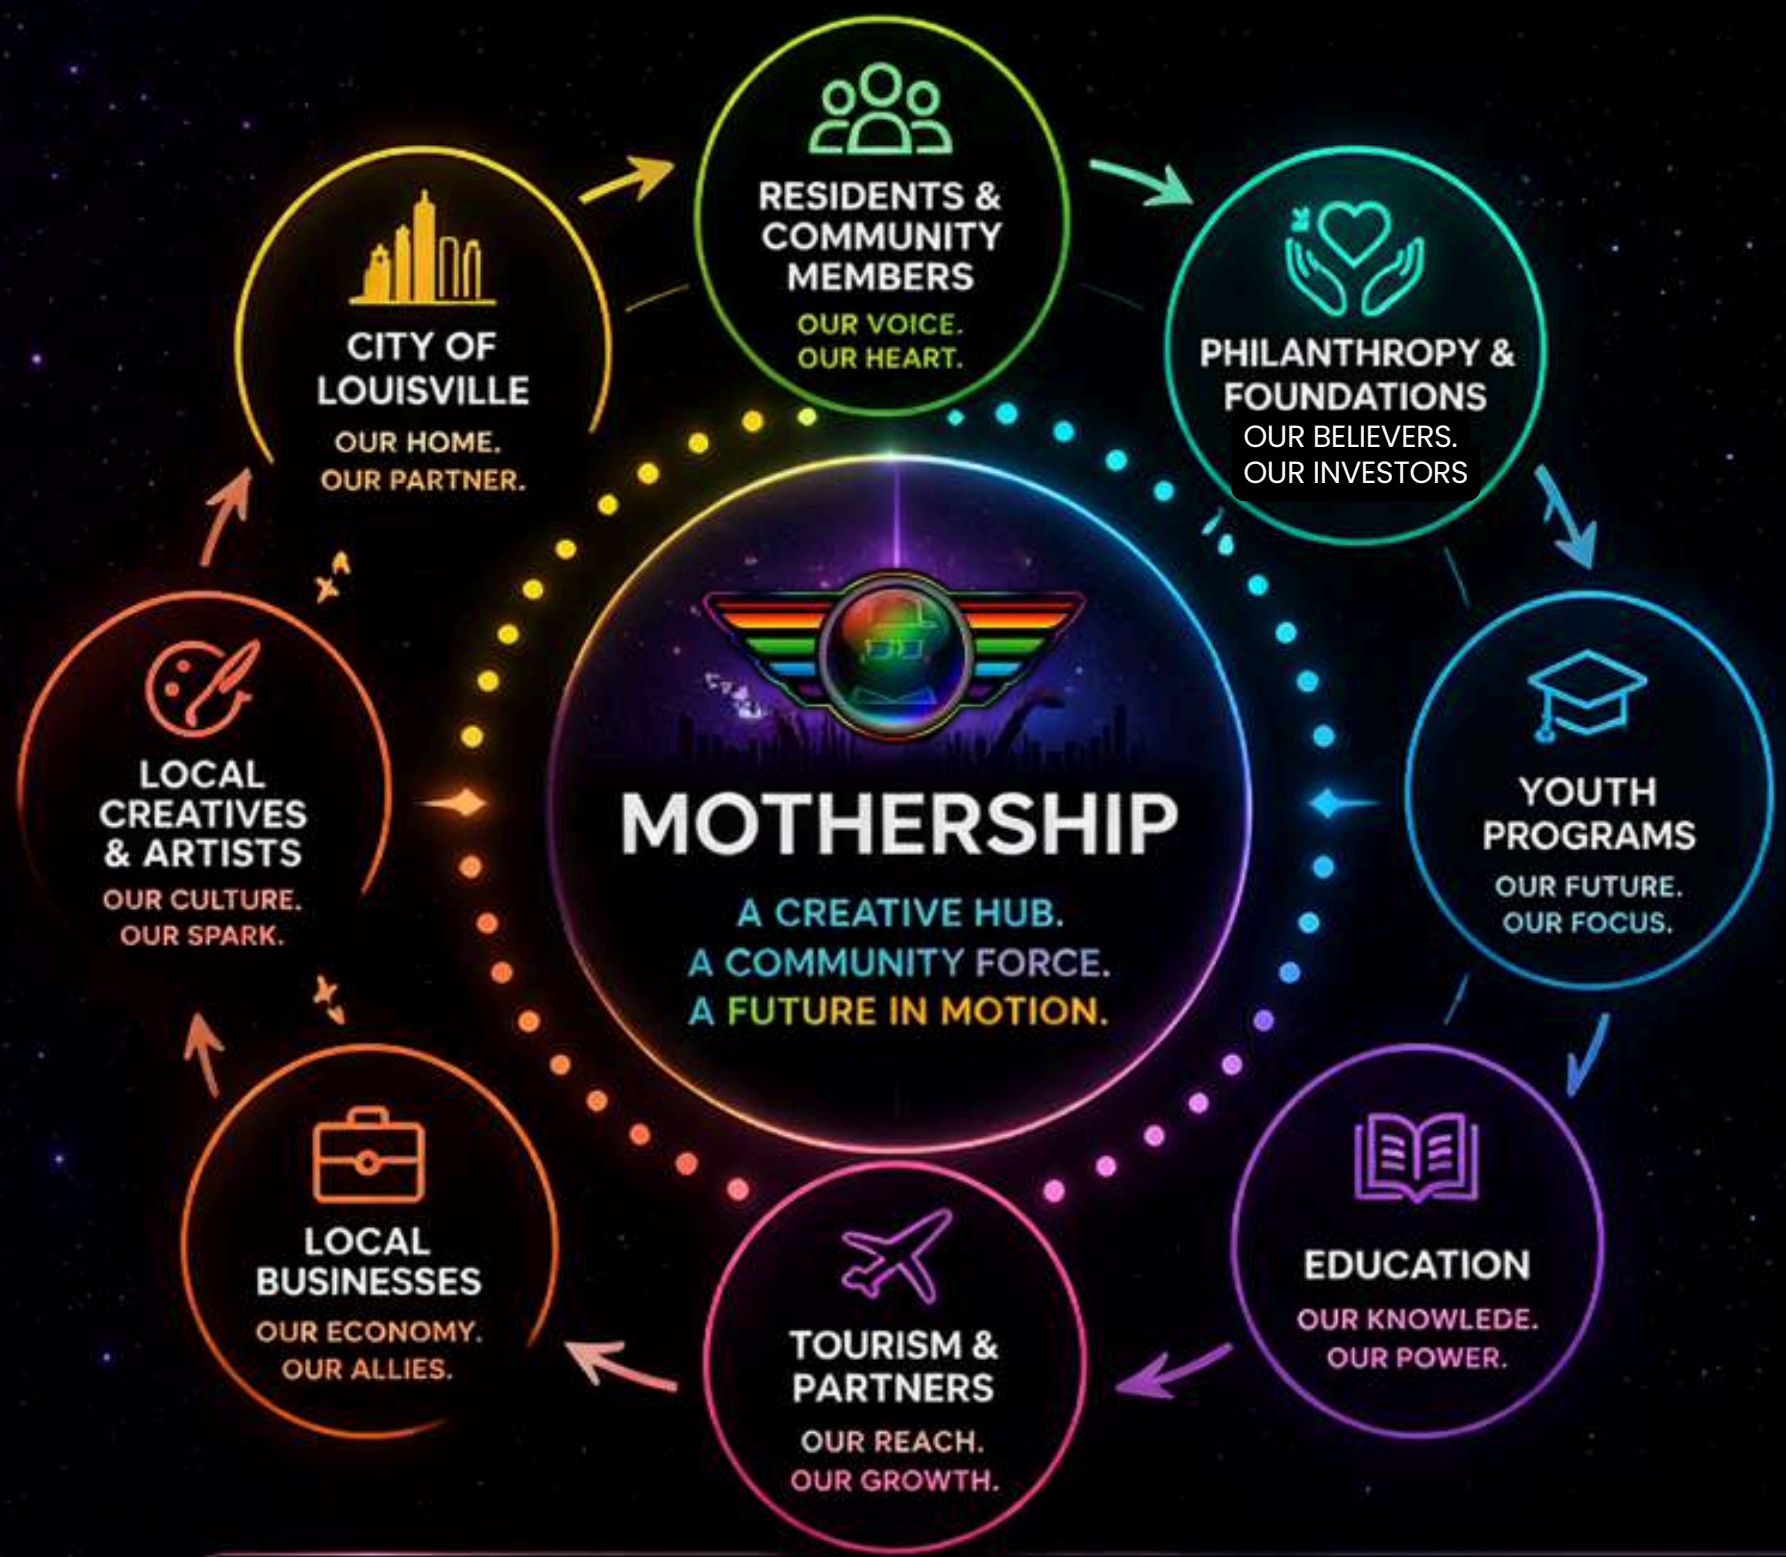 RESIDENTS &
COMMUNITY
MEMBERS
OUR VOICE.
OUR HEART.
CITY OF
LOUISVILLE
OUR HOME.
OUR PARTNER.
PHILANTHROPY &
FOUNDATIONS
OUR BELIEVERS.
OUR INVESTORS
LOCAL
CREATIVES
& ARTISTS
OUR CULTURE.
OUR SPARK.
MOTHERSHIP
A CREATIVE HUB.
A COMMUNITY FORCE.
A FUTURE IN MOTION.
YOUTH
PROGRAMS
OUR FUTURE.
OUR FOCUS.
LOCAL
BUSINESSES
OUR ECONOMY.
OUR ALLIES.
EDUCATION
OUR KNOWLEDE.
OUR POWER.
TOURISM &
PARTNERS
OUR REACH.
OUR GROWTH.